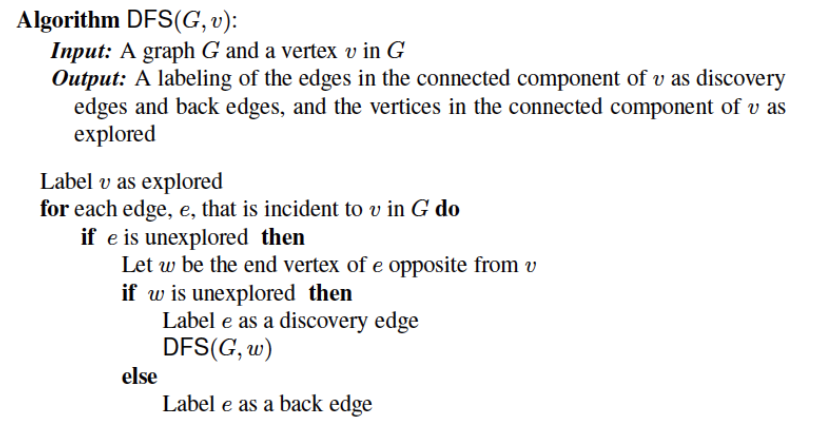 Algorithm DFS(G, v):
Input: A graph G and a vertex v in G
Output: A labeling of the edges in the connected component of v as discovery
edges and back edges, and the vertices in the connected component of v as
explored
Label v as explored
for each edge, e, that is incident to v in G do
if e is unexplored then
Let w be the end vertex of e opposite from v
if w is unexplored then
Label e as a discovery edge
DFS(G, w)
else
Label e as a back edge